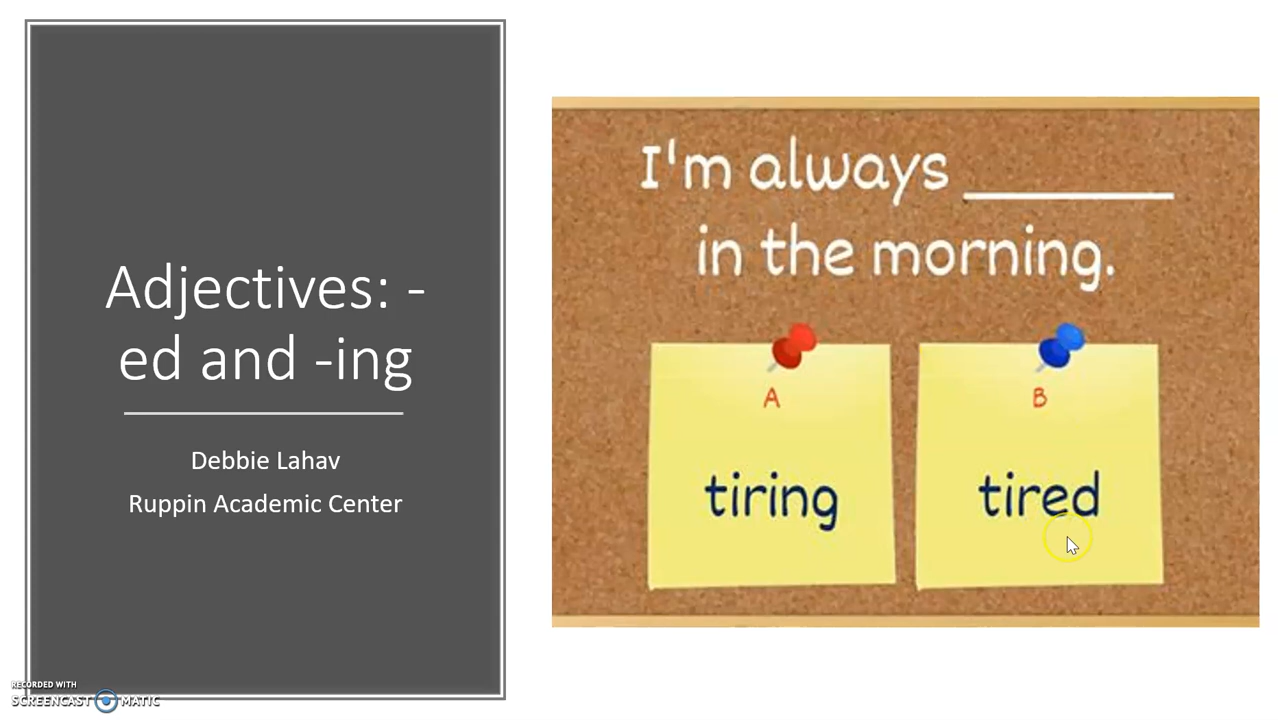 Adjectives: -
ed and -ing
Debbie Lahav
Ruppin Academic Center
I'm always ________
in the morning.
A
tiring
B
tired
RECORDED WITH
SCREENCAST MATIC